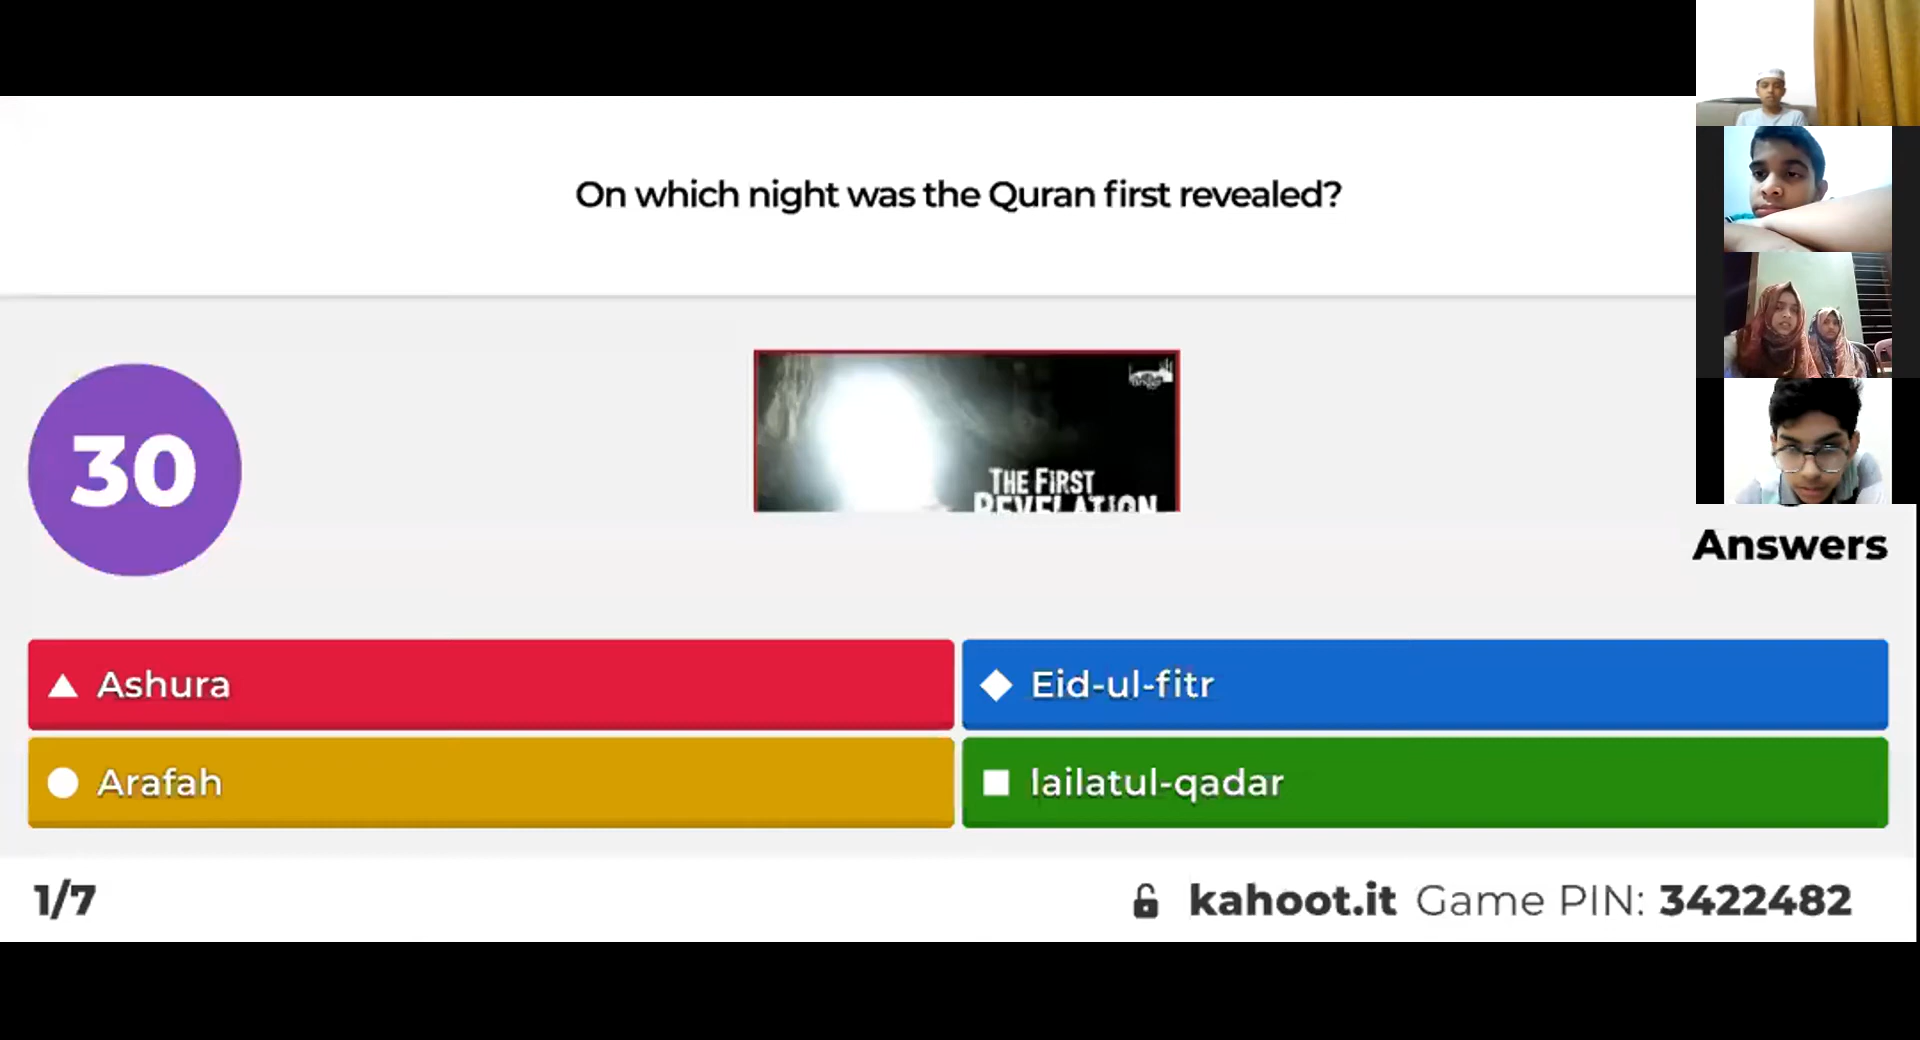 On which night was the Quran first revealed?
30
THE FIRST
REVELATION
Answers
Ashura
Eid-ul-fitr
Arafah
lailatul-qadar
1/7
kahoot.it Game PIN: 3422482